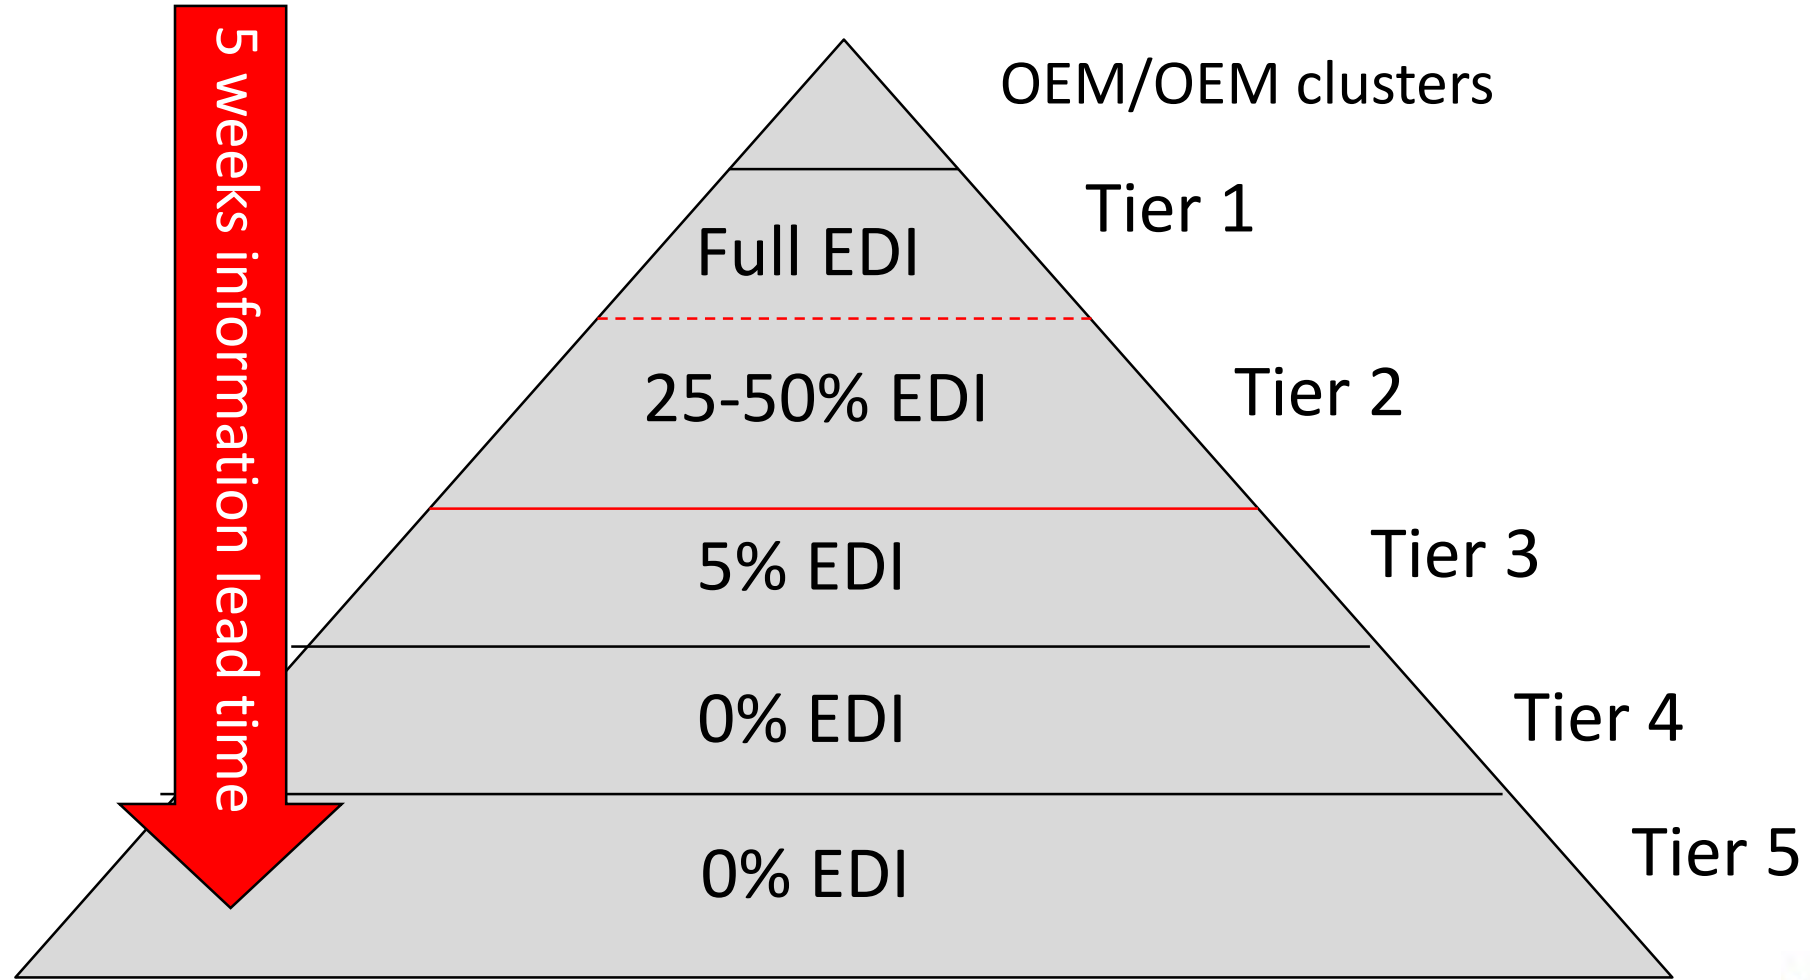 5 weeks information lead time
OEM/OEM clusters
Tier 1
Full EDI
25-50% EDI
Tier 2
5% EDI
Tier 3
0% EDI
Tier 4
0% EDI
Tier 5